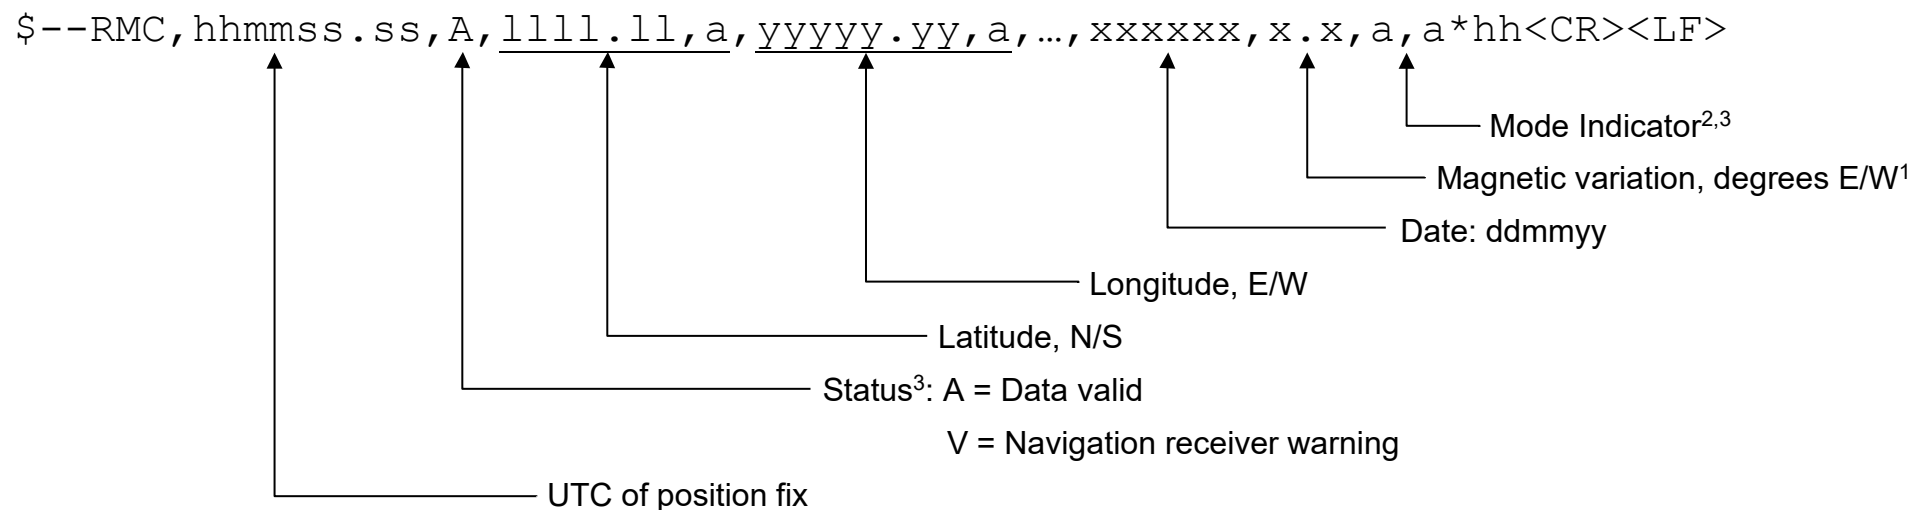 $--RMC,hhmmss.ss,A,llll.ll,a,yyyyy.yy,a,…,xxxxxx,x.x,a,a*hh<CR><LF>
Mode Indicator2,3
Magnetic variation, degrees E/W1
Date: ddmmyy
Longitude, E/W
Latitude, N/S
Status3: A = Data valid
V = Navigation receiver warning
UTC of position fix